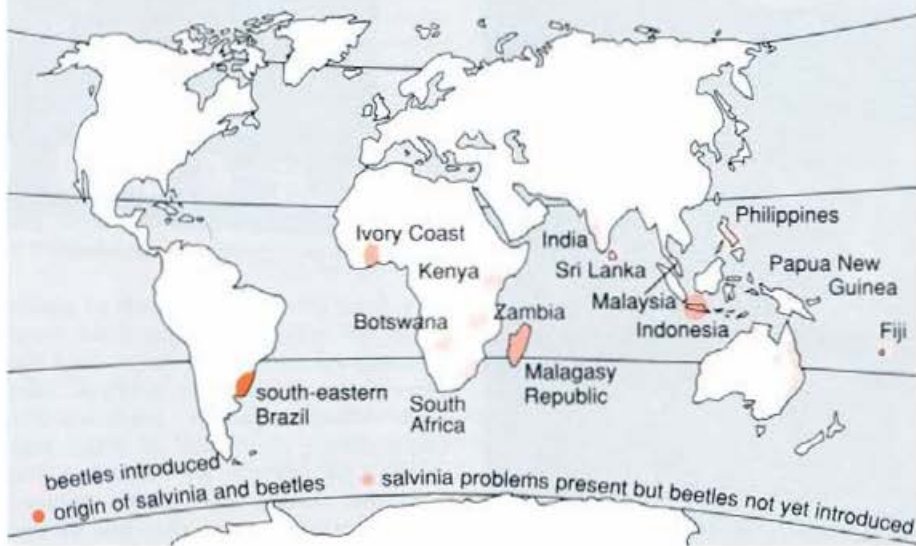 Philippines
Ivory Coast
India
Kenya
Sri Lanka
Papua New
Guinea
Malaysia
Botswana
Zambia
Indonesia
Fiji
south-eastern
Brazil
South
Africa
Malagasy
Republic
beetles introduced
origin of salvinia and beetles
salvinia problems present but beetles not yet introduced